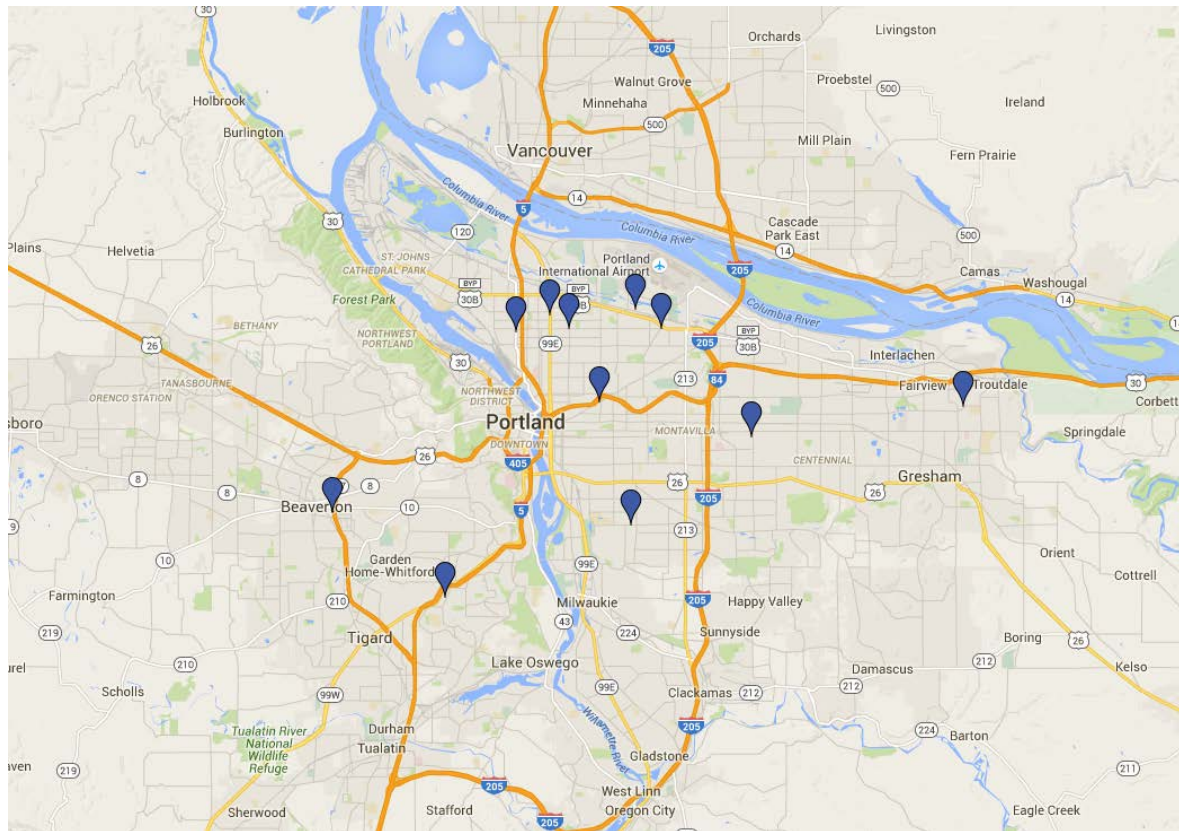 30
Orchards
Livingston
205
Walnut Grove
Proebstel
500
Holbrook
Minnehaha
Ireland
Burlington
500
Mill Plain
Vancouver
Fern Prairie
14
Columbia River
5
30
Cascade
Park East
500
Plains
Helvetia
120
Columbia River
14
ST. JOHNS
CATHEDRAL PARK
Portland
International Airport
205
Camas
Washougal
BYP
30B
BYP
Forest Park
Columbia River
14
BETHANY
NORTHWEST
PORTLAND
99E
205
BYP
30B
26
30
Interlachen
TANASBOURNE
213
84
Fairview
Troutdale
30
ORENCO STATION
NORTHWEST
DISTRICT
Corbett
Portland
MONTAVILLA
Springdale
DOWNTOWN
26
405
CENTENNIAL
8
8
26
205
Gresham
26
Beaverton
10
5
213
10
Garden
Home-Whitford
99E
Orient
Cottrell
Farmington
210
Milwaukie
205
Happy Valley
219
43
224
Sunnyside
Tigard
Boring
212
26
210
Lake Oswego
Damascus
Kelso
Scholls
99W
99E
Clackamas
212
212
Willamette River
Tualatin River
National
Wildlife
Refuge
Durham
205
224
Barton
Tualatin
Gladstone
219
211
205
West Linn
Sherwood
Stafford
Oregon City
Eagle Creek
205